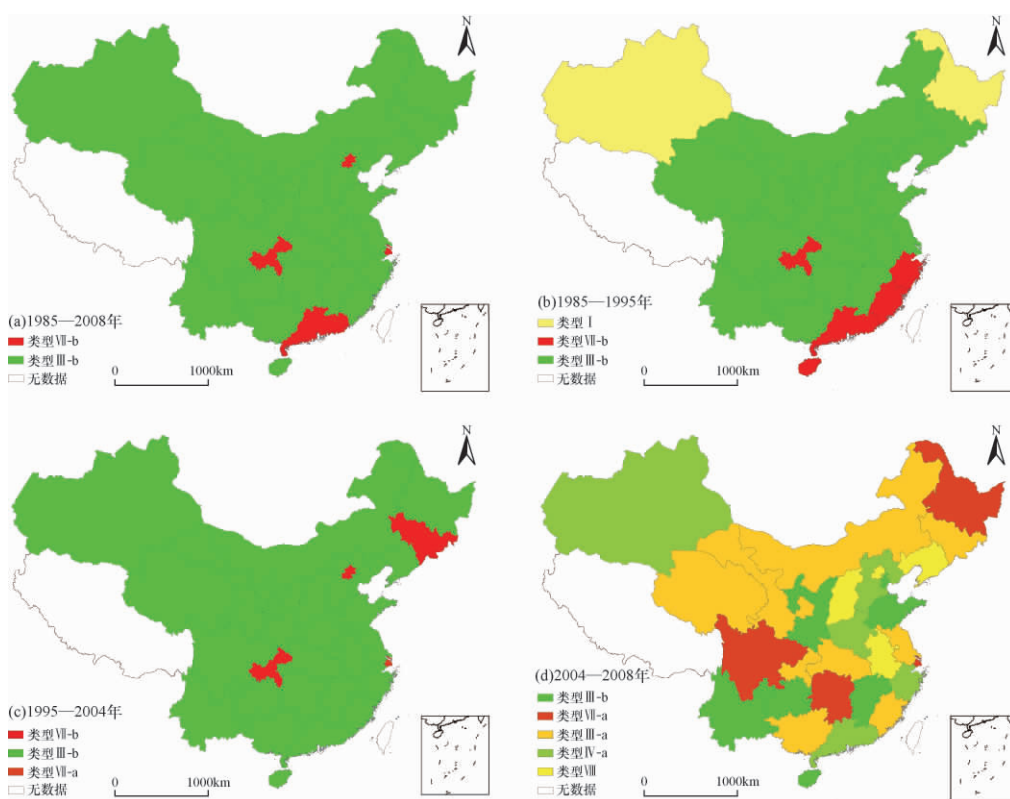 N
(a)1985—2008年
类型Ⅶ-b
类型Ⅲ-b
无数据
0 1000km
N
(b)1985—1995年
类型Ⅰ
类型Ⅶ-b
类型Ⅲ-b
无数据
0 1000km
N
(c)1995—2004年
类型Ⅶ-b
类型Ⅲ-b
类型Ⅶ-a
无数据
0 1000km
N
(d)2004—2008年
类型Ⅲ-b
类型Ⅶ-a
类型Ⅲ-a
类型Ⅳ-a
类型Ⅷ
无数据
0 1000km